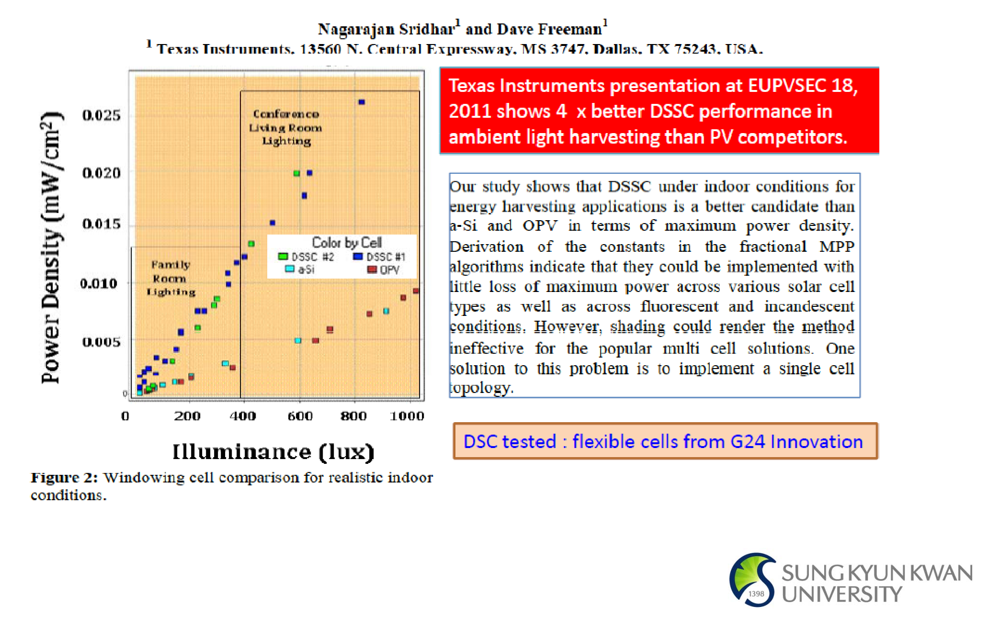 Nagarajan Sridhar1 and Dave Freeman1
1 Texas Instruments, 13560 N. Central Expressway, MS 3747, Dallas, TX 75243, USA.
Power Density (mW/cm2)
0.025
0.020
0.015
0.010
0.005
0
Conference
Living Room
Lighting
Family
Room
Lighting
Color by Cell
DSSC #2 DSSC #1
a-Si OPV
0 200 400 600 800 1000
Illuminance (lux)
Figure 2: Windowing cell comparison for realistic indoor
conditions.
Texas Instruments presentation at EUPVSEC 18,
2011 shows 4 x better DSSC performance in
ambient light harvesting than PV competitors.
Our study shows that DSSC under indoor conditions for
energy harvesting applications is a better candidate than
a-Si and OPV in terms of maximum power density.
Derivation of the constants in the fractional MPP
algorithms indicate that they could be implemented with
little loss of maximum power across various solar cell
types as well as across fluorescent and incandescent
conditions. However, shading could render the method
ineffective for the popular multi cell solutions. One
solution to this problem is to implement a single cell
topology.
DSC tested : flexible cells from G24 Innovation
1398
SUNG KYUN KWAN
UNIVERSITY